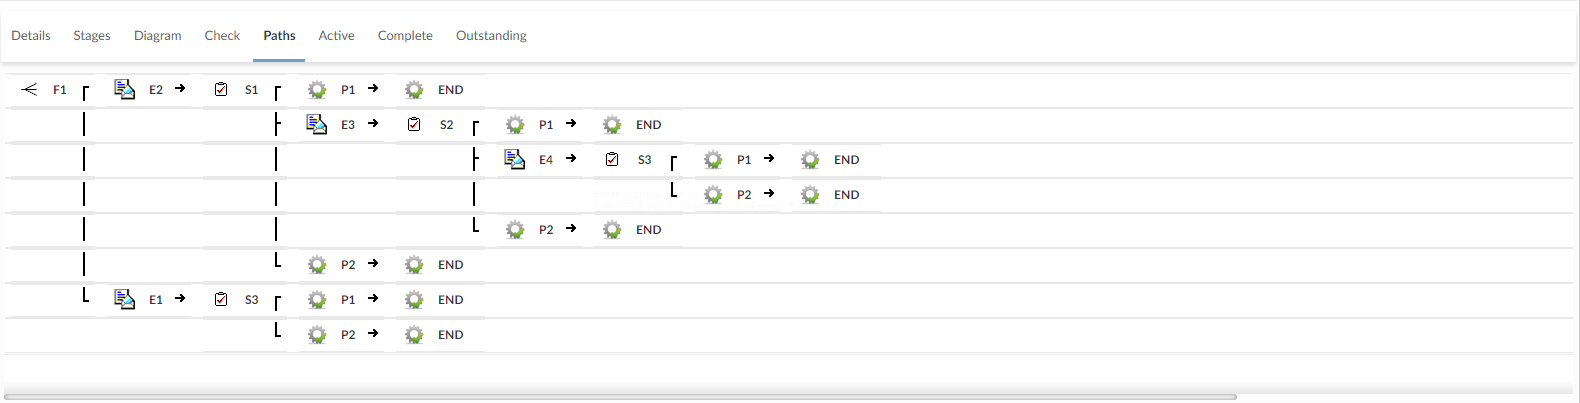 Details Stages Diagram Check Paths Active Complete Outstanding
F1 E2 S1 P1 END
E3 S2 P1 END
E4 S3 P1 END
P2 END
P2 END
P2 END
E1 S3 P1 END
P2 END